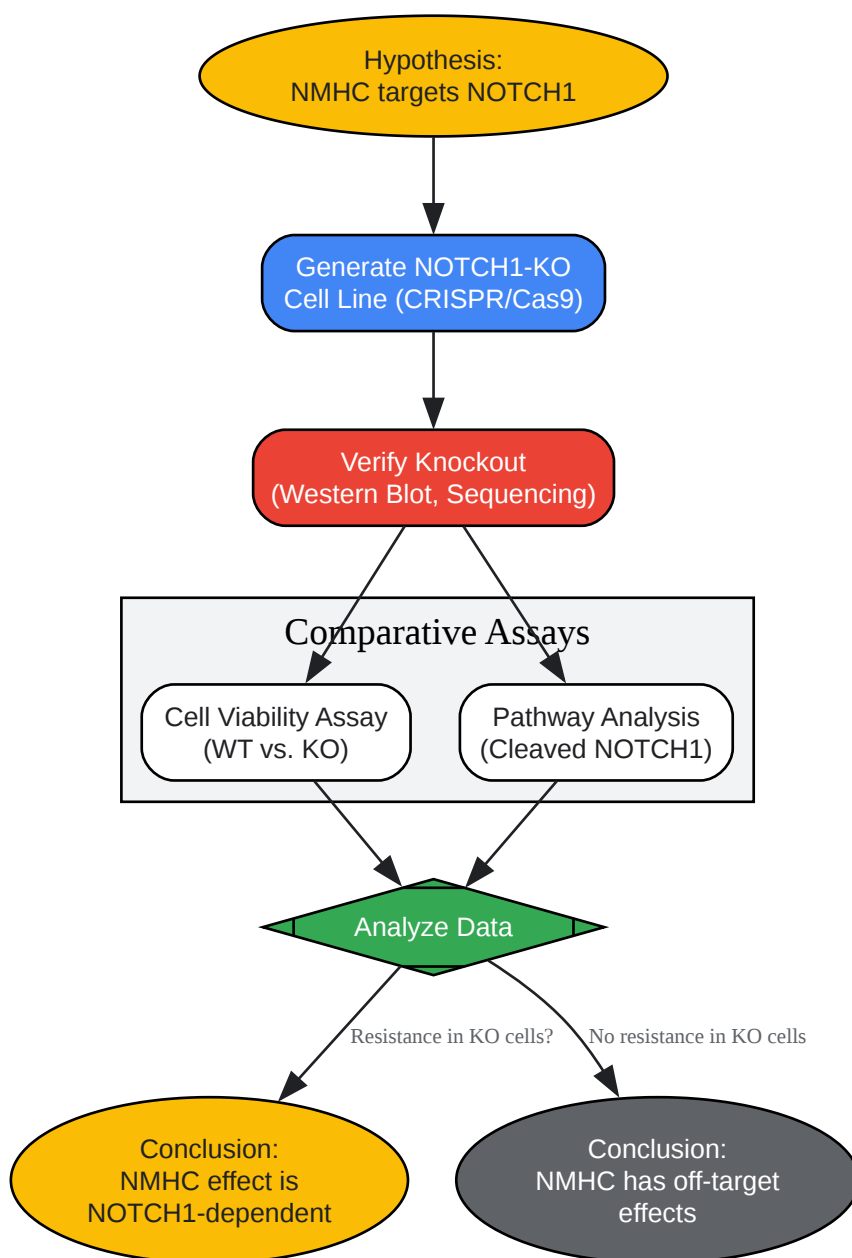 Hypothesis:
NMHC targets NOTCH1
Generate NOTCH1-KO
Cell Line (CRISPR/Cas9)
Verify Knockout
(Western Blot, Sequencing)
Comparative Assays
Cell Viability Assay
(WT vs. KO)
Pathway Analysis
(Cleaved NOTCH1)
Analyze Data
Resistance in KO cells?
No resistance in KO cells
Conclusion:
NMHC effect is
NOTCH1-dependent
Conclusion:
NMHC has off-target
effects